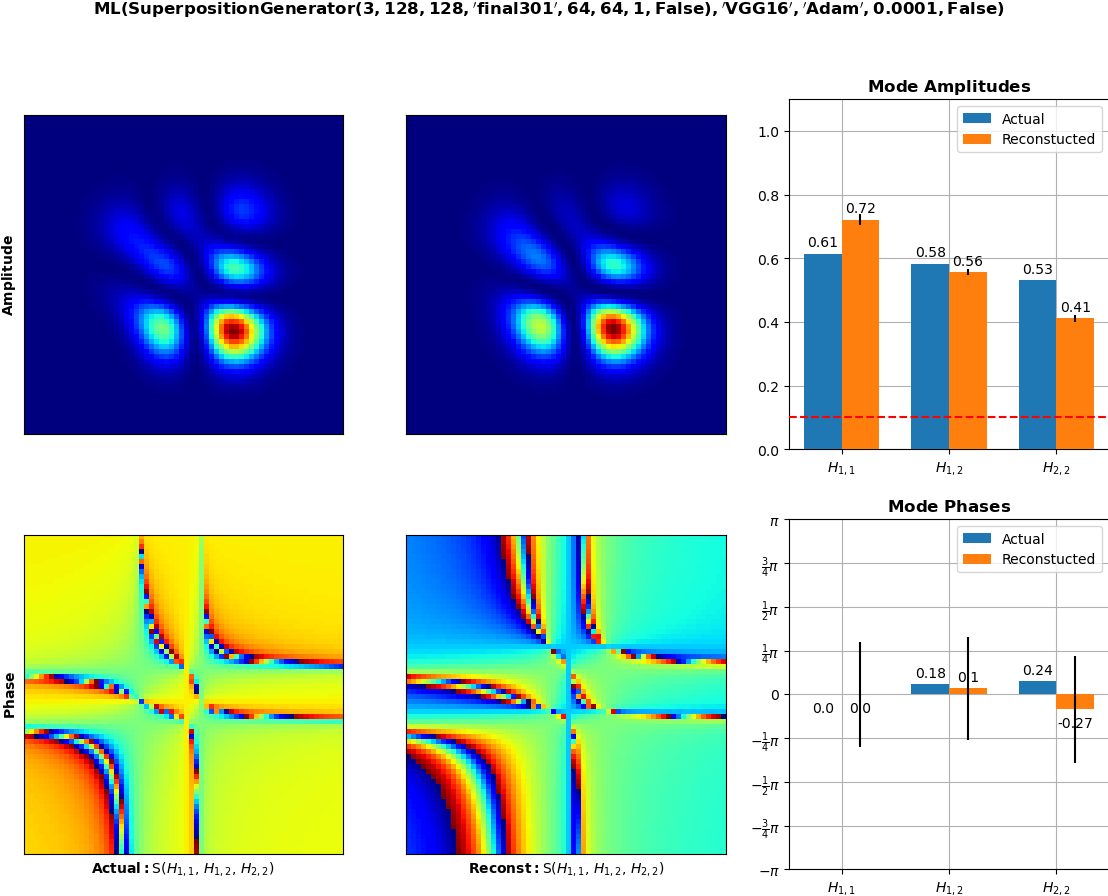 ML(SuperpositionGenerator(3, 128, 128, 'final301', 64, 64, 1, False), 'VGG16', 'Adam', 0.0001, False)
Amplitude
Mode Amplitudes
Actual
Reconstucted
1.0
0.8
0.6
0.4
0.2
0.0
0.61
0.72
0.58
0.56
0.53
0.41
H1,1
H1,2
H2,2
Phase
Actual: S(H1,1, H1,2, H2,2)
Reconst: S(H1,1, H1,2, H2,2)
Mode Phases
Actual
Reconstucted
π
3/4π
1/2π
1/4π
0
−1/4π
−1/2π
−3/4π
−π
0.0
0.0
0.18
0.1
0.24
-0.27
H1,1
H1,2
H2,2